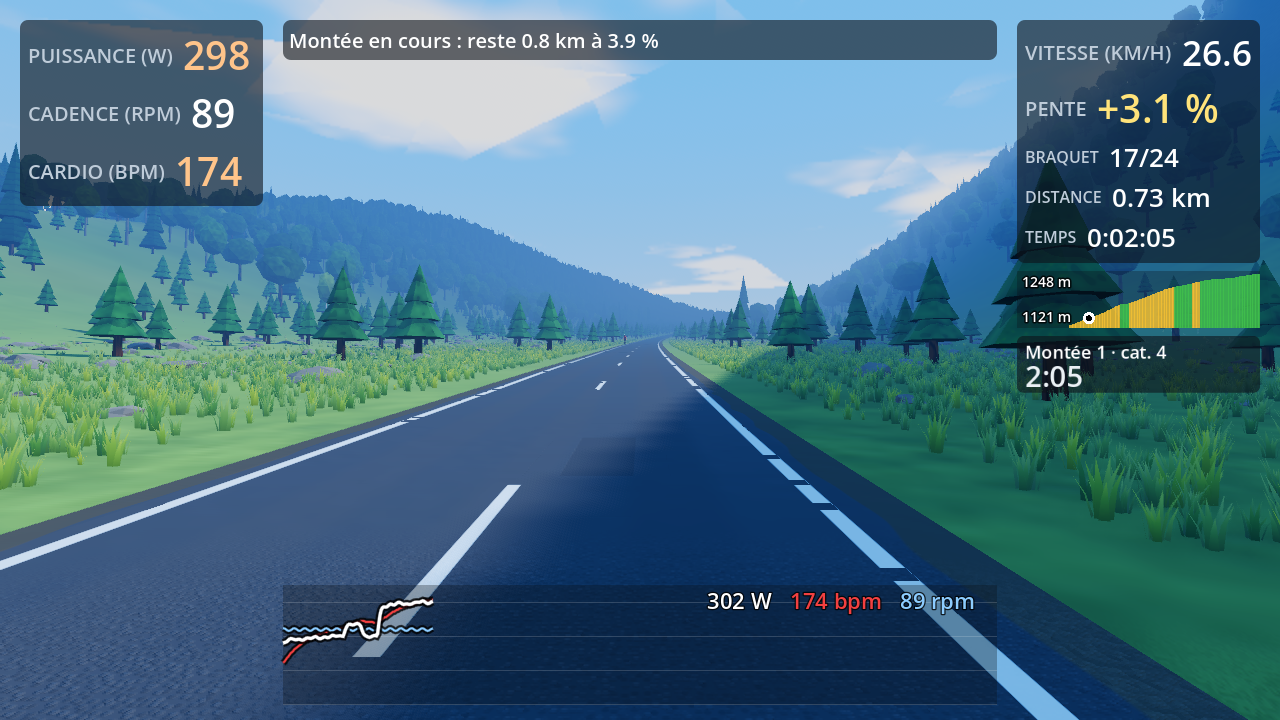 PUISSANCE (W) 298
CADENCE (RPM) 89
CARDIO (BPM) 174
Montée en cours : reste 0.8 km à 3.9 %
VITESSE (KM/H) 26.6
PENTE +3.1 %
BRAQUET 17/24
DISTANCE 0.73 km
TEMPS 0:02:05
1248 m
1121 m
Montée 1 · cat. 4
2:05
302 W 174 bpm 89 rpm